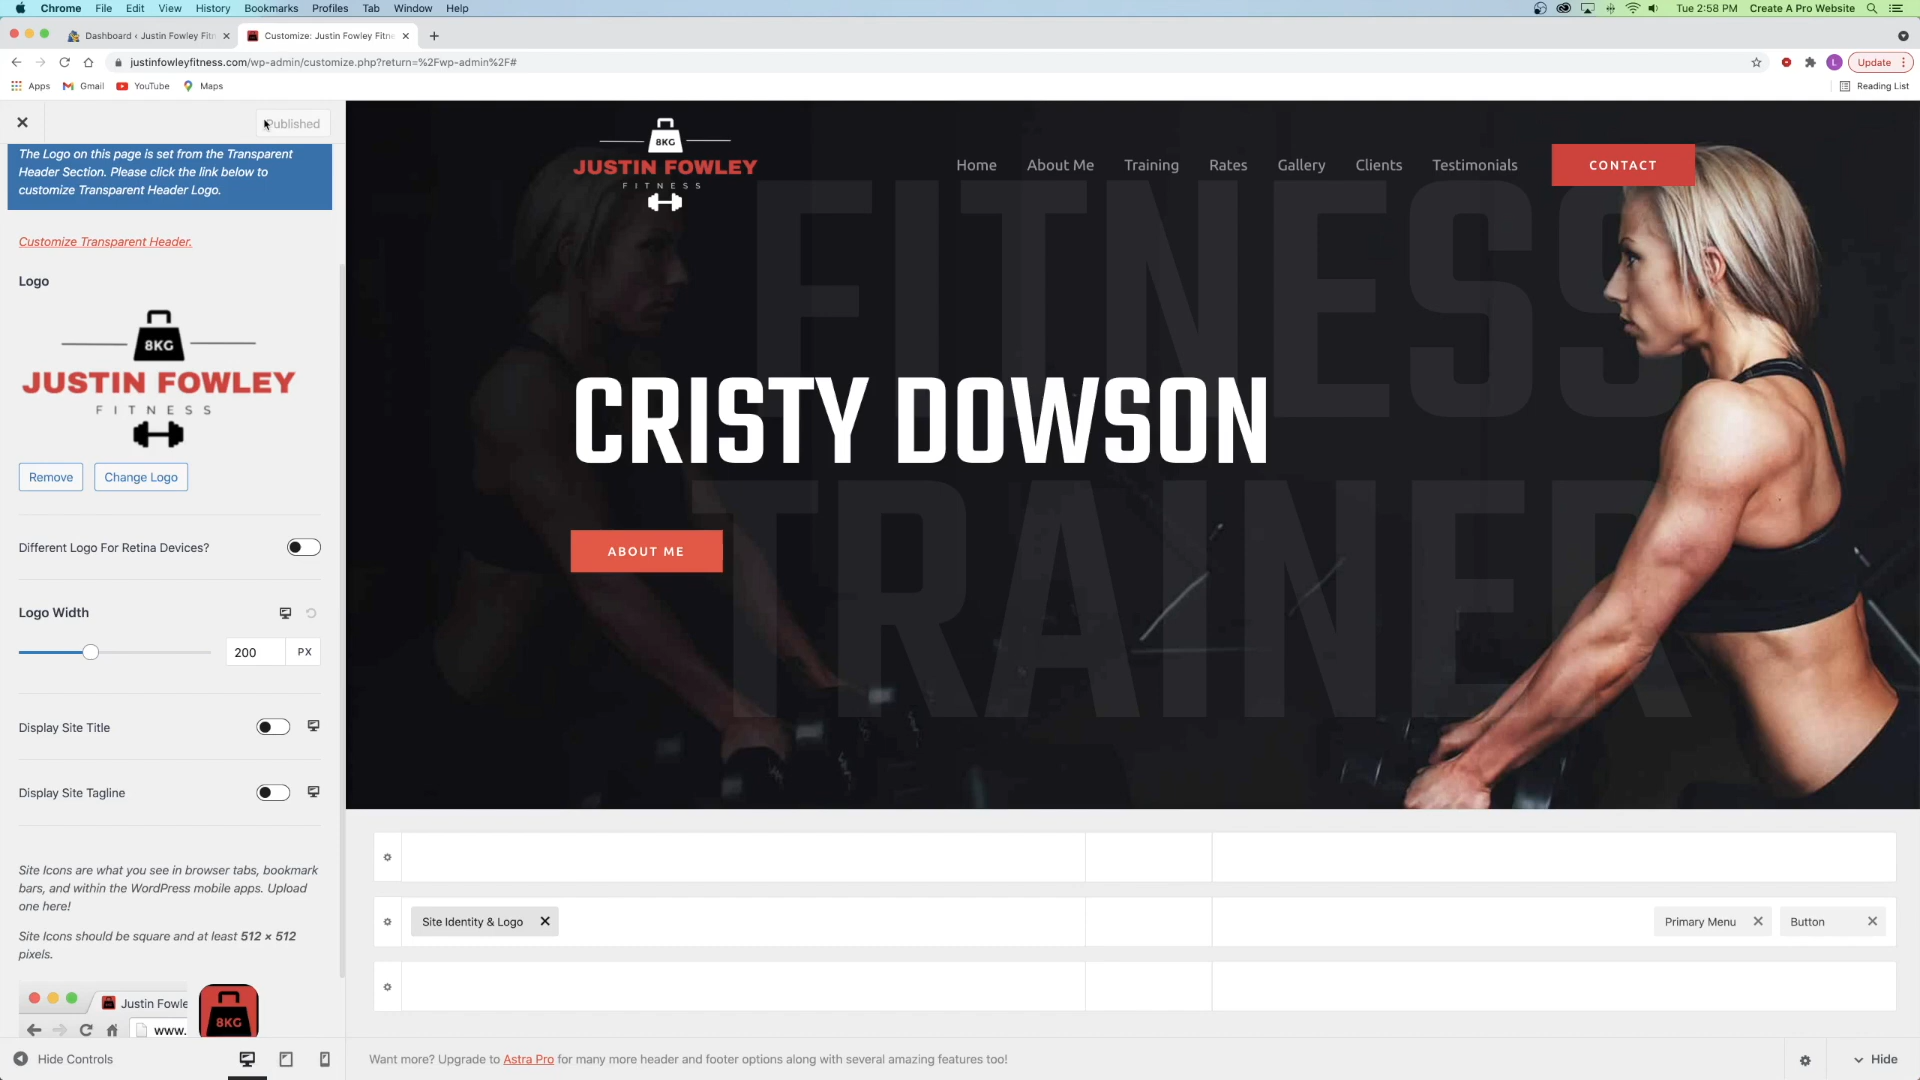 Chrome File Edit View History Bookmarks Profiles Tab Window Help
Tue 2:58 PM Create A Pro Website
Dashboard ‹ Justin Fowley Fitn
Customize: Justin Fowley Fitne
justinfowleyfitness.com/wp-admin/customize.php?return=%2Fwp-admin%2F#
L
Update
Apps Gmail YouTube Maps
Reading List
Published
The Logo on this page is set from the Transparent
Header Section. Please click the link below to
customize Transparent Header Logo.
Customize Transparent Header.
Logo
8KG
JUSTIN FOWLEY
FITNESS
Remove Change Logo
Different Logo For Retina Devices?
Logo Width
200 PX
Display Site Title
Display Site Tagline
Site Icons are what you see in browser tabs, bookmark
bars, and within the WordPress mobile apps. Upload
one here!
Site Icons should be square and at least 512 × 512
pixels.
Justin Fowle
www.
8KG
Hide Controls
8KG
JUSTIN FOWLEY
FITNESS
Home About Me Training Rates Gallery Clients Testimonials CONTACT
FITNESS
CRISTY DOWSON
TRAINER
ABOUT ME
Site Identity & Logo
Primary Menu
Button
Want more? Upgrade to Astra Pro for many more header and footer options along with several amazing features too!
Hide